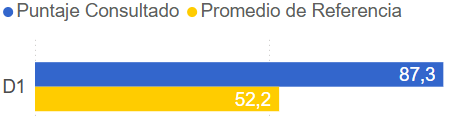 Puntaje Consultado Promedio de Referencia
87,3
D1
52,2